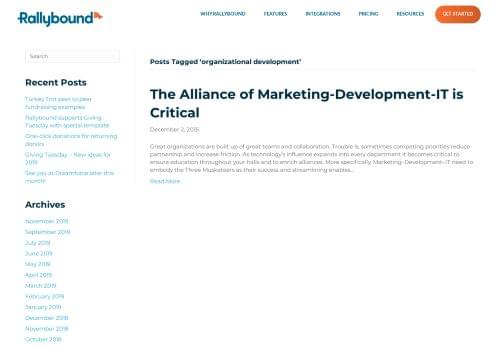 Rallybound
WHY RALLYBOUND
FEATURES
INTEGRATIONS
PRICING
RESOURCES
GET STARTED
Search
Recent Posts
Turkey Trot peer to peer
fundraising examples
Rallybound supports Giving
Tuesday with special template
One-click donations for returning
donors
Giving Tuesday – New ideas for
2019
See you at Dreamforce later this
month!
Archives
November 2019
September 2019
July 2019
June 2019
May 2019
April 2019
March 2019
February 2019
January 2019
December 2018
November 2018
October 2018
Posts Tagged ‘organizational development’
The Alliance of Marketing-Development-IT is
Critical
December 2, 2015
Great organizations are built up of great teams and collaboration. Trouble is, sometimes competing priorities reduce
partnership and increase friction. As technology’s influence expands into every department it becomes critical to
ensure education throughout your halls and to enrich alliances. More specifically, Marketing–Development–IT need to
embody the Three Musketeers as their success and streamlining enables...
Read More